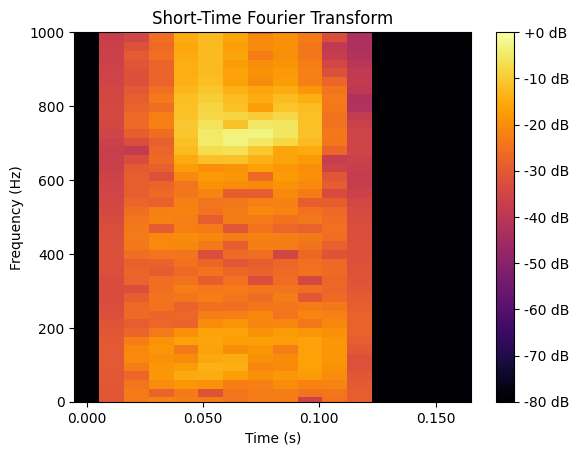 Short-Time Fourier Transform
Frequency (Hz)
1000
800
600
400
200
0
0.000 0.050 0.100 0.150
Time (s)
+0 dB
-10 dB
-20 dB
-30 dB
-40 dB
-50 dB
-60 dB
-70 dB
-80 dB